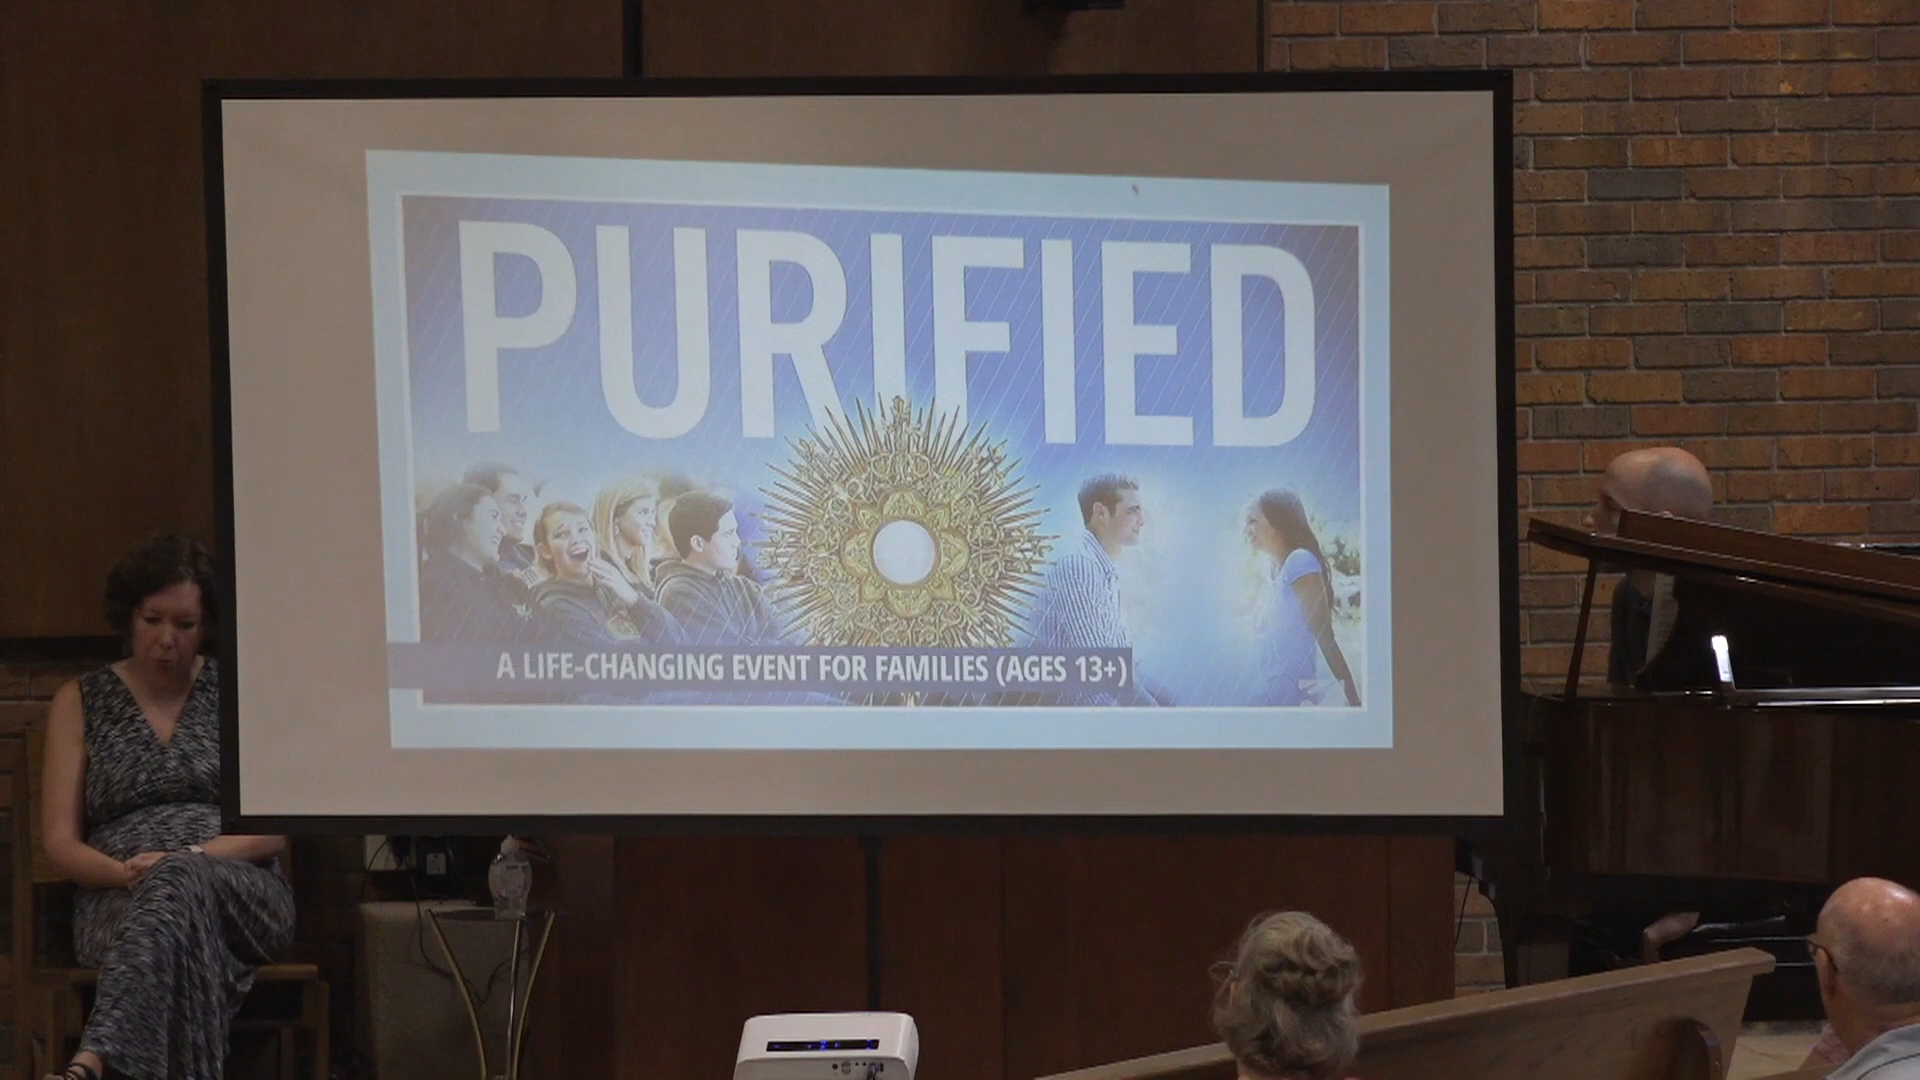 PURIFIED
A LIFE-CHANGING EVENT FOR FAMILIES (AGES 13+)